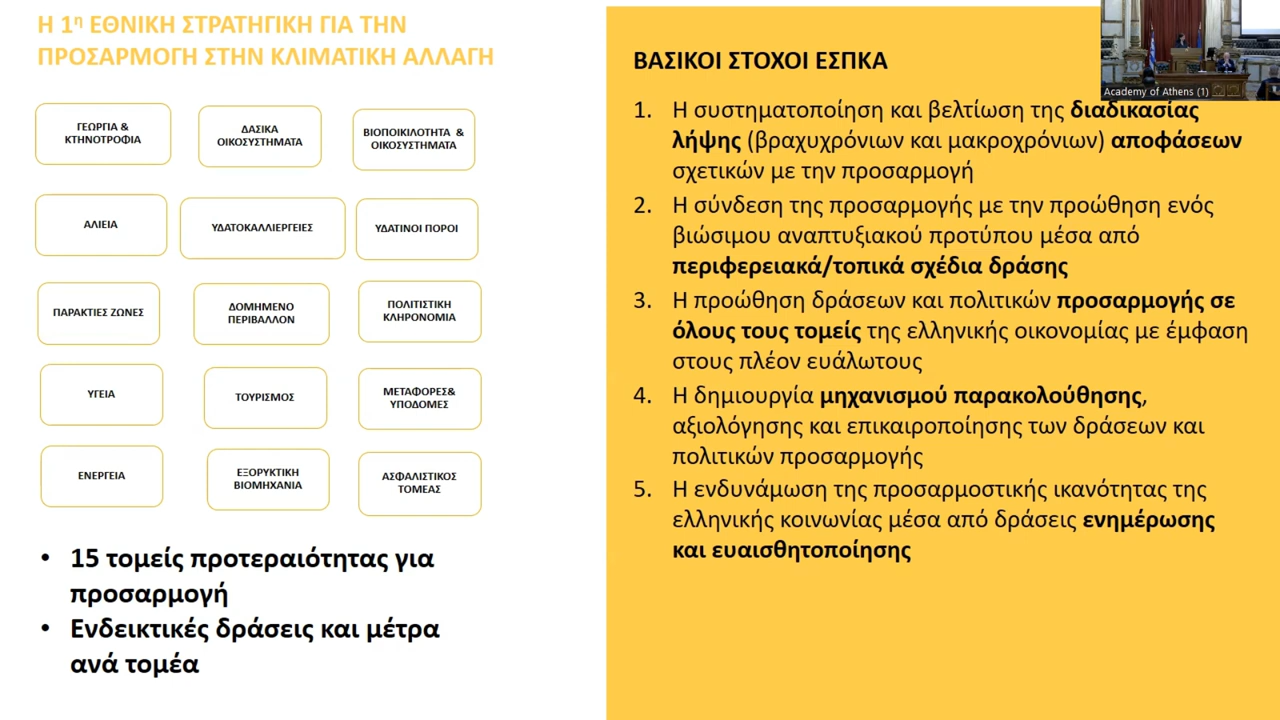 Η 1η ΕΘΝΙΚΗ ΣΤΡΑΤΗΓΙΚΗ ΓΙΑ ΤΗΝ
ΠΡΟΣΑΡΜΟΓΗ ΣΤΗΝ ΚΛΙΜΑΤΙΚΗ ΑΛΛΑΓΗ
ΓΕΩΡΓΙΑ &
ΚΤΗΝΟΤΡΟΦΙΑ
ΔΑΣΙΚΑ
ΟΙΚΟΣΥΣΤΗΜΑΤΑ
ΒΙΟΠΟΙΚΙΛΟΤΗΤΑ &
ΟΙΚΟΣΥΣΤΗΜΑΤΑ
ΑΛΙΕΙΑ
ΥΔΑΤΟΚΑΛΛΙΕΡΓΕΙΕΣ
ΥΔΑΤΙΝΟΙ ΠΟΡΟΙ
ΠΑΡΑΚΤΙΕΣ ΖΩΝΕΣ
ΔΟΜΗΜΕΝΟ
ΠΕΡΙΒΑΛΛΟΝ
ΠΟΛΙΤΙΣΤΙΚΗ
ΚΛΗΡΟΝΟΜΙΑ
ΥΓΕΙΑ
ΤΟΥΡΙΣΜΟΣ
ΜΕΤΑΦΟΡΕΣ&
ΥΠΟΔΟΜΕΣ
ΕΝΕΡΓΕΙΑ
ΕΞΟΡΥΚΤΙΚΗ
ΒΙΟΜΗΧΑΝΙΑ
ΑΣΦΑΛΙΣΤΙΚΟΣ
ΤΟΜΕΑΣ
• 15 τομείς προτεραιότητας για
προσαρμογή
• Ενδεικτικές δράσεις και μέτρα
ανά τομέα
ΒΑΣΙΚΟΙ ΣΤΟΧΟΙ ΕΣΠΚΑ
1. Η συστηματοποίηση και βελτίωση της διαδικασίας
λήψης (βραχυχρόνιων και μακροχρόνιων) αποφάσεων
σχετικών με την προσαρμογή
2. Η σύνδεση της προσαρμογής με την προώθηση ενός
βιώσιμου αναπτυξιακού προτύπου μέσα από
περιφερειακά/τοπικά σχέδια δράσης
3. Η προώθηση δράσεων και πολιτικών προσαρμογής σε
όλους τους τομείς της ελληνικής οικονομίας με έμφαση
στους πλέον ευάλωτους
4. Η δημιουργία μηχανισμού παρακολούθησης,
αξιολόγησης και επικαιροποίησης των δράσεων και
πολιτικών προσαρμογής
5. Η ενδυνάμωση της προσαρμοστικής ικανότητας της
ελληνικής κοινωνίας μέσα από δράσεις ενημέρωσης
και ευαισθητοποίησης
Academy of Athens (1)